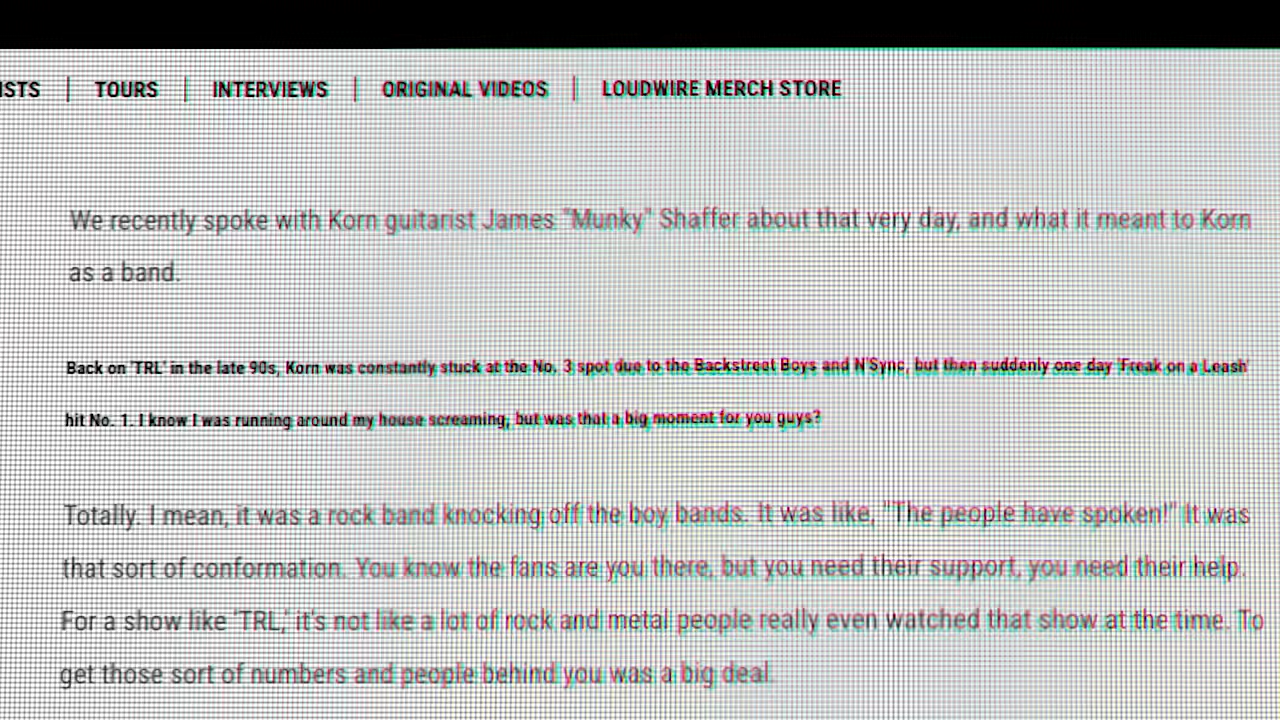 ISTS | TOURS | INTERVIEWS | ORIGINAL VIDEOS | LOUDWIRE MERCH STORE
We recently spoke with Korn guitarist James "Munky" Shaffer about that very day, and what it meant to Korn
as a band.
Back on 'TRL' in the late 90s, Korn was constantly stuck at the No. 3 spot due to the Backstreet Boys and N'Sync, but then suddenly one day 'Freak on a Leash'
hit No. 1. I know I was running around my house screaming, but was that a big moment for you guys?
Totally. I mean, it was a rock band knocking off the boy bands. It was like, "The people have spoken!" It was
that sort of conformation. You know the fans are you there, but you need their support, you need their help.
For a show like 'TRL,' it's not like a lot of rock and metal people really even watched that show at the time. To
get those sort of numbers and people behind you was a big deal.